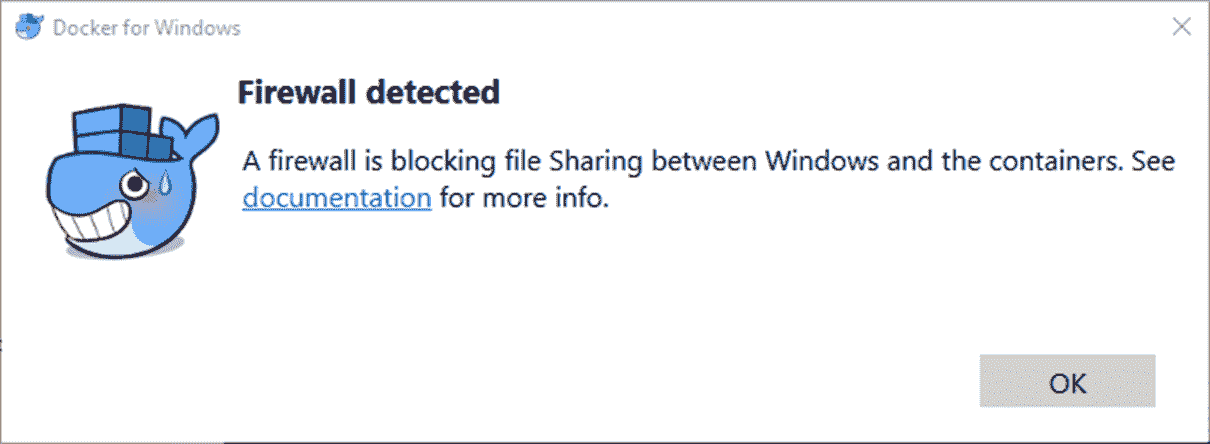 Docker for Windows
Firewall detected
A firewall is blocking file Sharing between Windows and the containers. See
documentation for more info.
OK